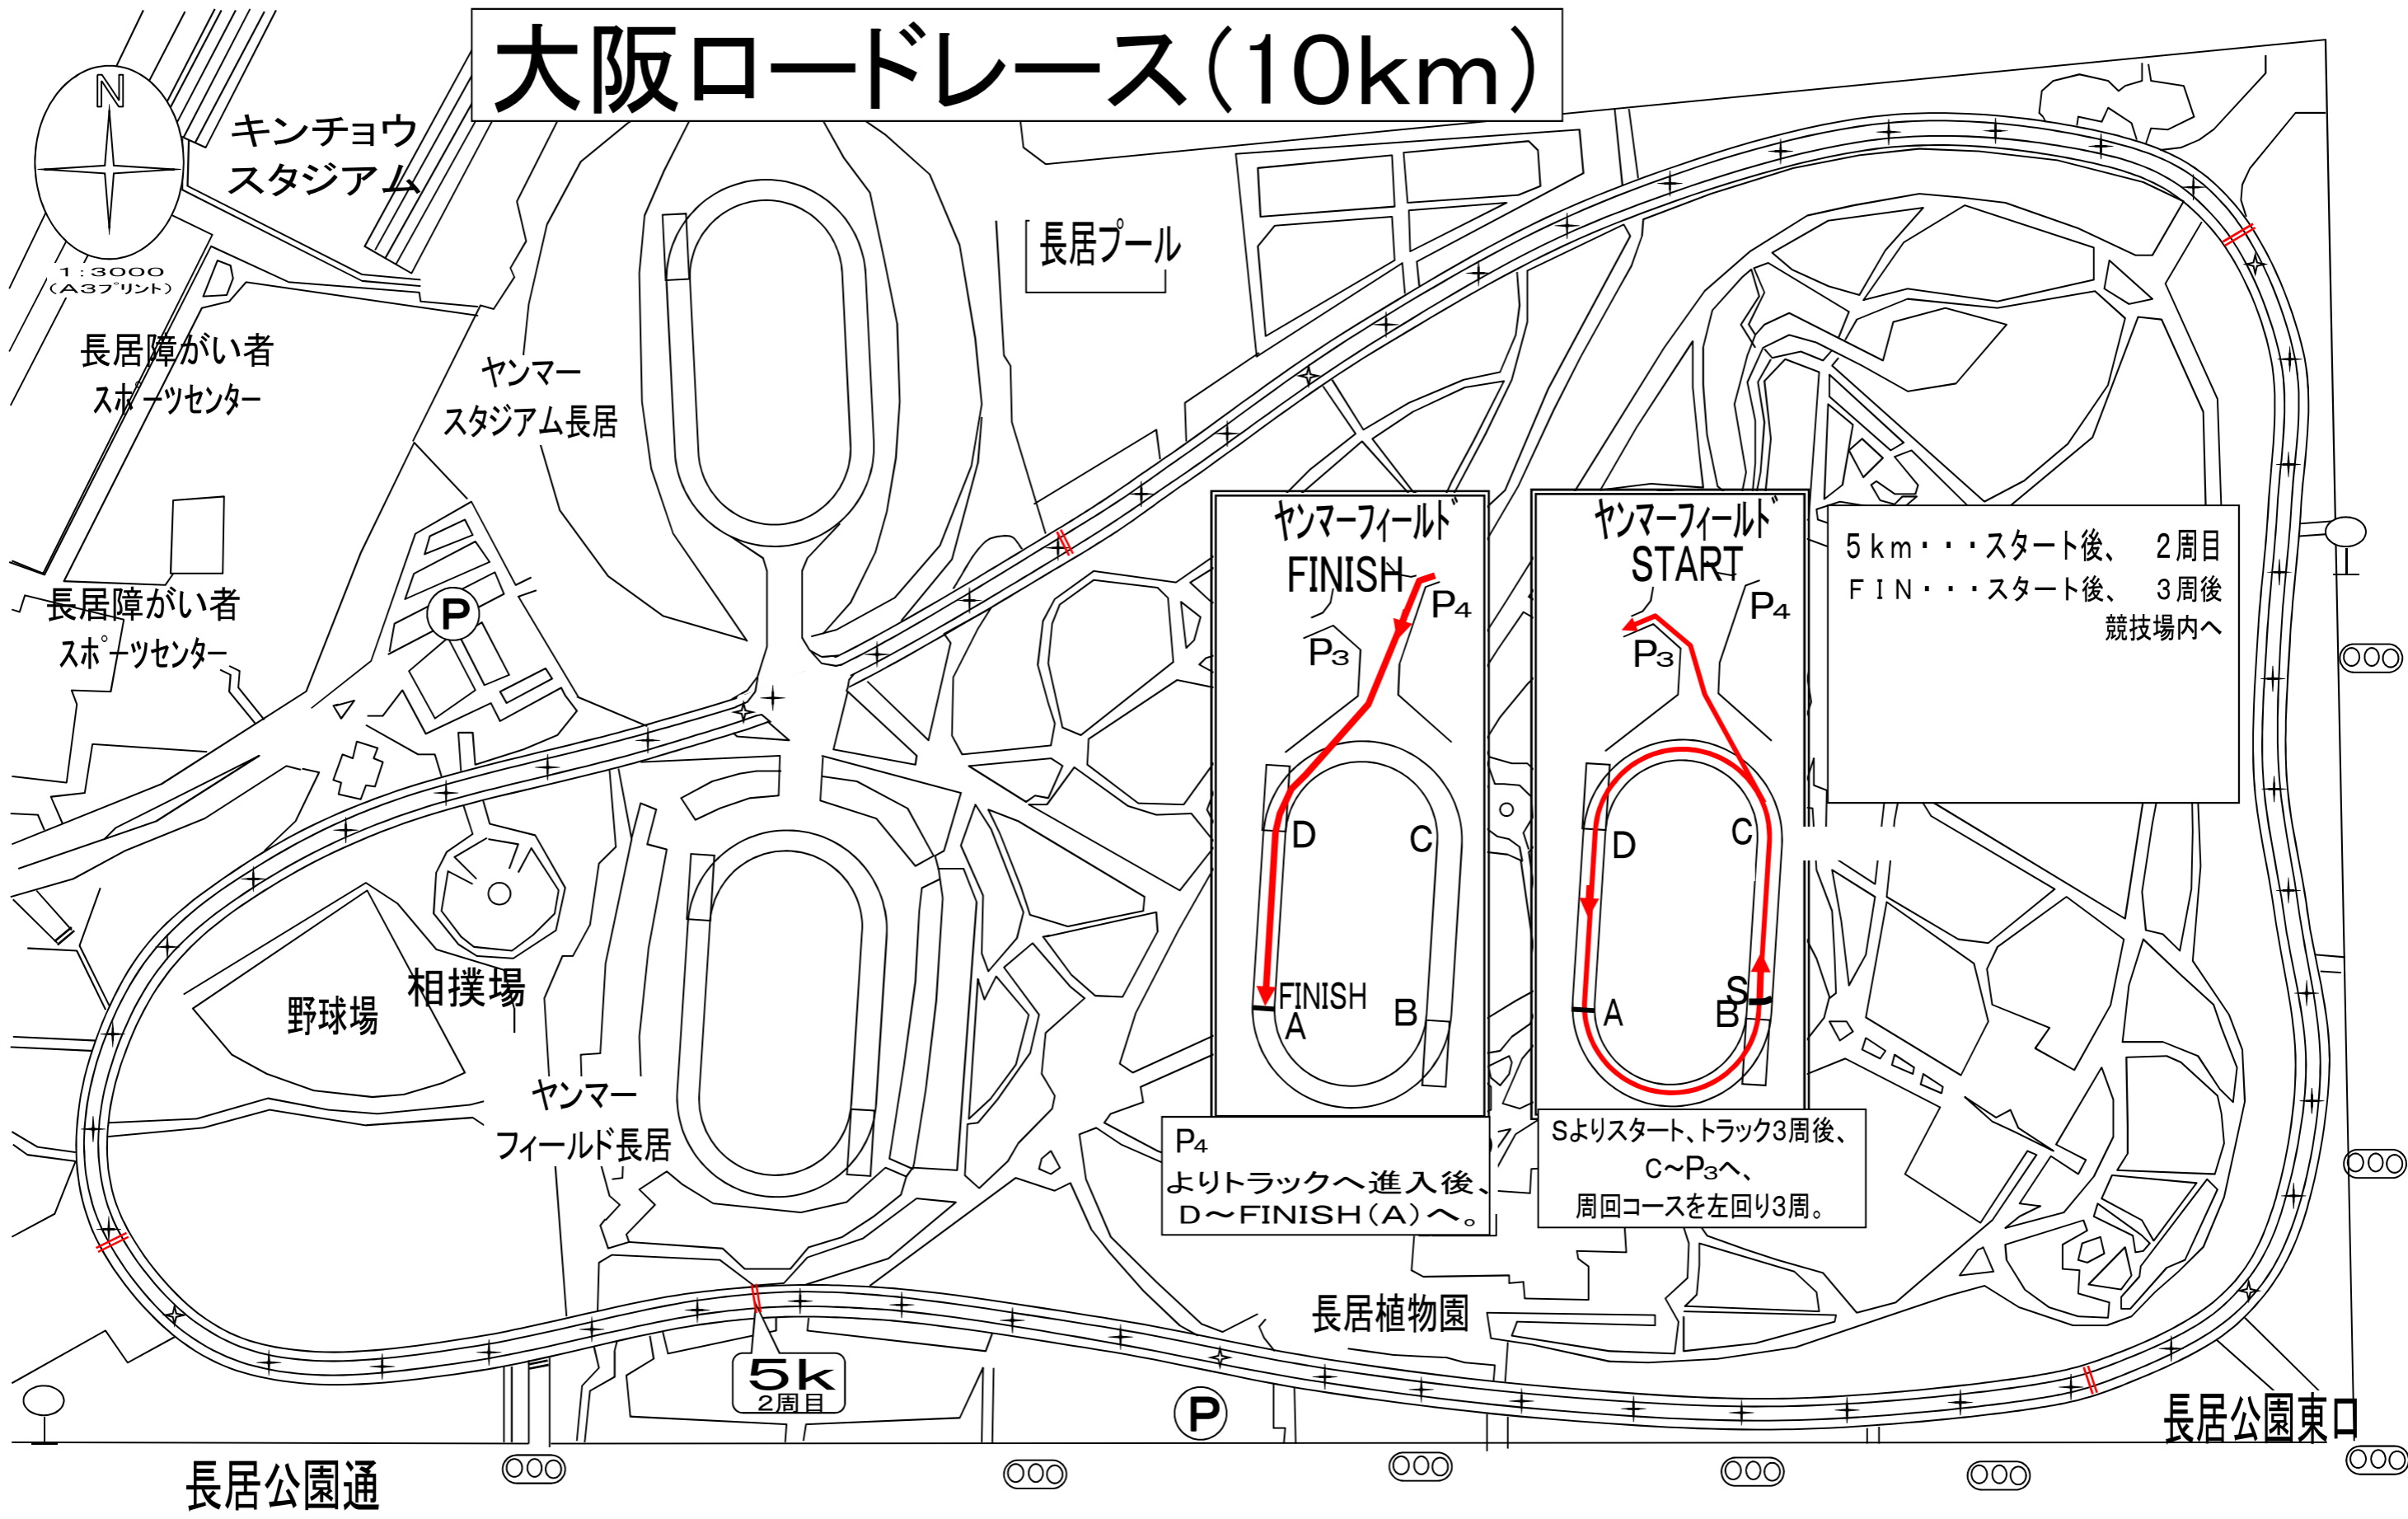 大阪ロードレース(10km)
N
1:3000
(A3プリント)
キンチョウ
スタジアム
長居障がい者
スポーツセンター
長居障がい者
スポーツセンター
ヤンマー
スタジアム長居
長居プール
P
相撲場
野球場
ヤンマー
フィールド長居
ヤンマーフィールド
FINISH
P4
P3
D
C
FINISH
A
B
P4
よりトラックへ進入後、
D~FINISH(A)へ。
ヤンマーフィールド
START
P4
P3
D
C
S
A
B
Sよりスタート、トラック3周後、
C~P3へ、
周回コースを左回り3周。
5km・・・スタート後、 2周目
FIN・・・スタート後、 3周後
競技場内へ
長居植物園
5k
2周目
P
長居公園東口
長居公園通